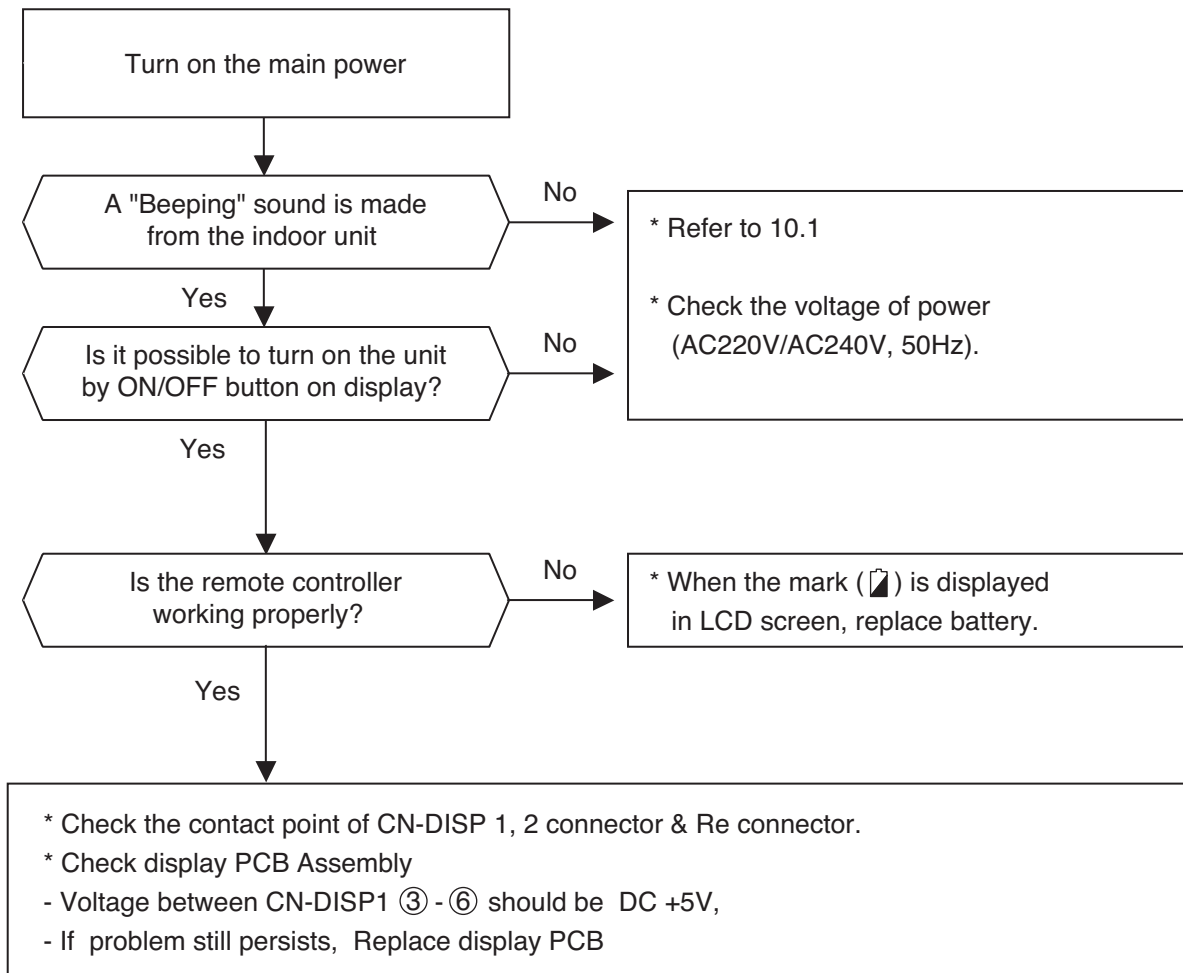 Turn on the main power
A "Beeping" sound is made
from the indoor unit
No
* Refer to 10.1
* Check the voltage of power
(AC220V/AC240V, 50Hz).
Yes
Is it possible to turn on the unit
by ON/OFF button on display?
No
Yes
Is the remote controller
working properly?
No
* When the mark ( ) is displayed
in LCD screen, replace battery.
Yes
* Check the contact point of CN-DISP 1, 2 connector & Re connector.
* Check display PCB Assembly
- Voltage between CN-DISP1 ③ - ⑥ should be DC +5V,
- If problem still persists, Replace display PCB